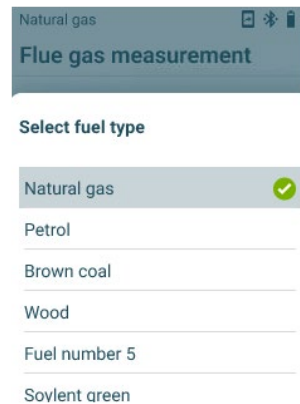 Natural gas
Flue gas measurement
Select fuel type
Natural gas
Petrol
Brown coal
Wood
Fuel number 5
Soylent green